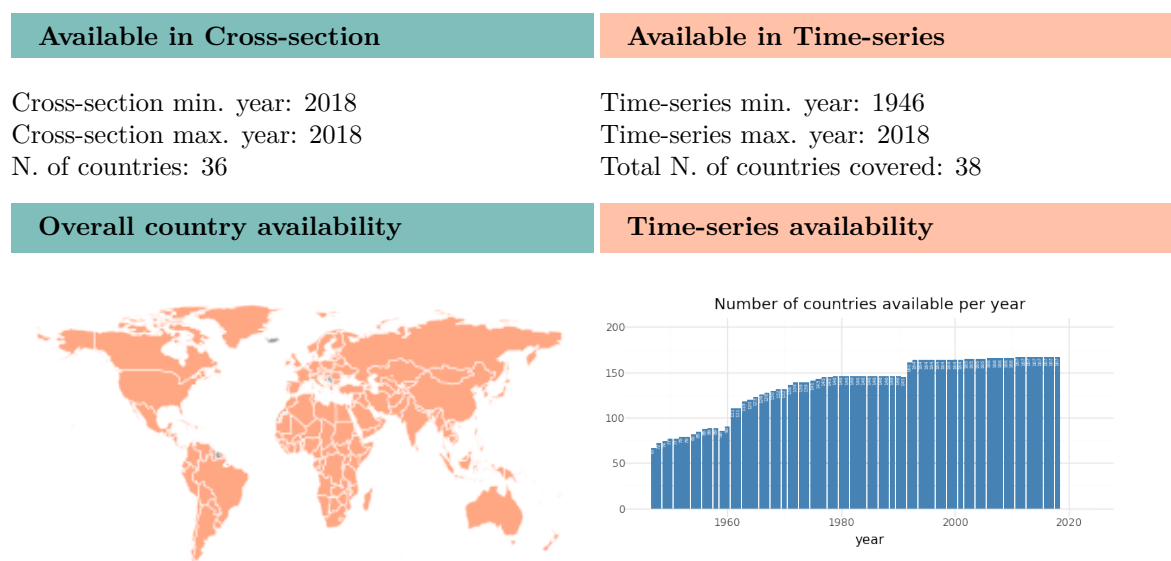 Available in Cross-section
Available in Time-series
Cross-section min. year: 2018
Cross-section max. year: 2018
N. of countries: 36
Time-series min. year: 1946
Time-series max. year: 2018
Total N. of countries covered: 38
Overall country availability
Time-series availability
Number of countries available per year
200
150
100
50
0
1960
1980
2000
2020
year